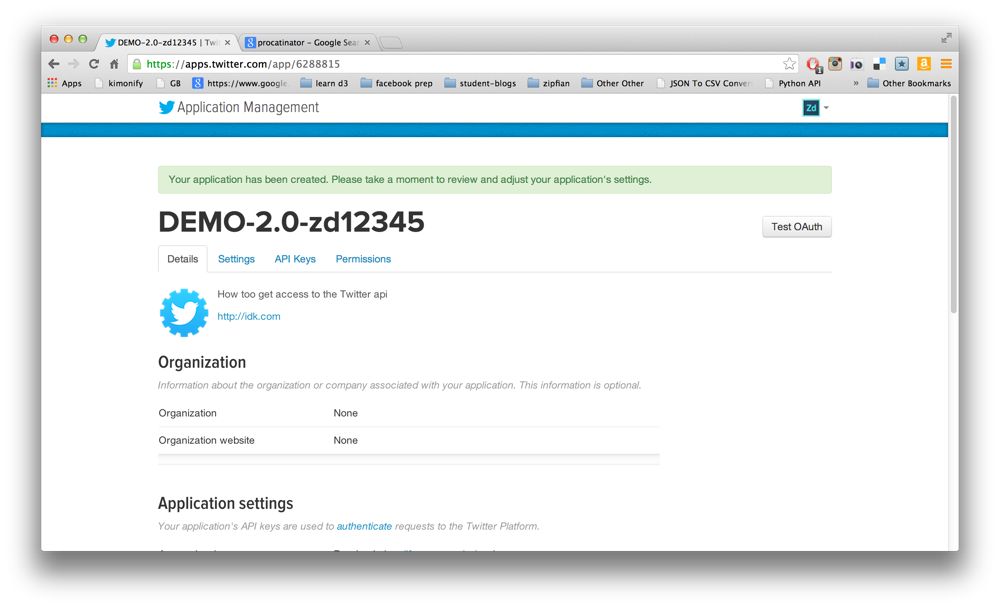 DEMO-2.0-zd12345 | Twi
procatinator - Google Sear
https://apps.twitter.com/app/6288815
Apps kimonify GB https://www.google. learn d3 facebook prep student-blogs zipfian Other Other JSON To CSV Conver Python API » Other Bookmarks
Application Management
Zd
Your application has been created. Please take a moment to review and adjust your application's settings.
DEMO-2.0-zd12345
Test OAuth
Details Settings API Keys Permissions
How too get access to the Twitter api
http://idk.com
Organization
Information about the organization or company associated with your application. This information is optional.
Organization None
Organization website None
Application settings
Your application's API keys are used to authenticate requests to the Twitter Platform.